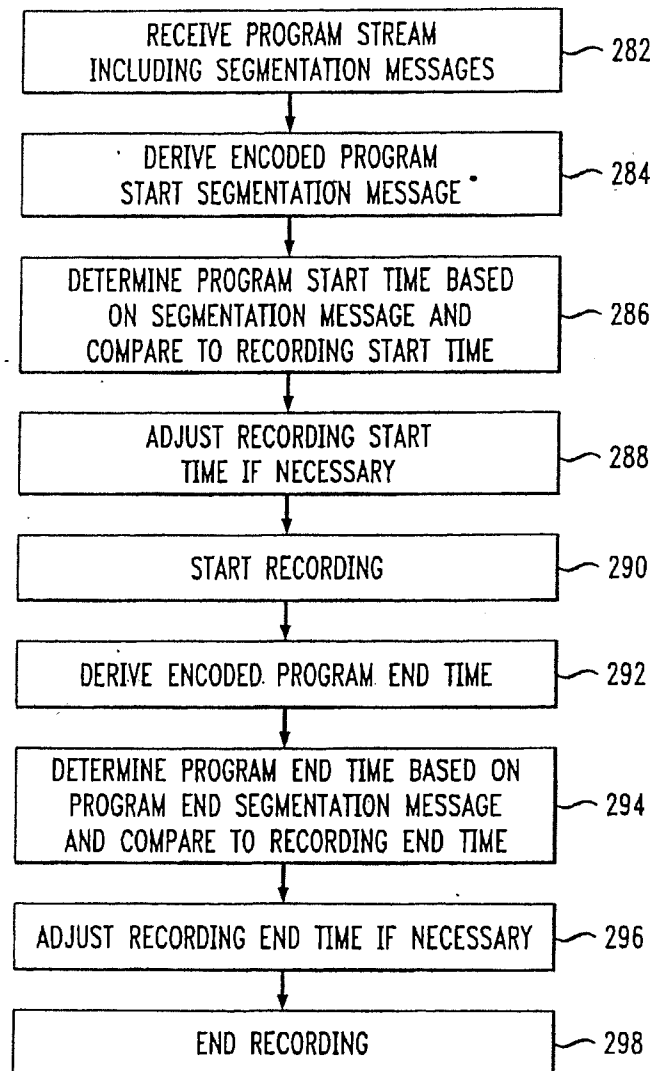 RECEIVE PROGRAM STREAM
INCLUDING SEGMENTATION MESSAGES
282
DERIVE ENCODED PROGRAM
START SEGMENTATION MESSAGE
284
DETERMINE PROGRAM START TIME BASED
ON SEGMENTATION MESSAGE AND
COMPARE TO RECORDING START TIME
286
ADJUST RECORDING START
TIME IF NECESSARY
288
START RECORDING
290
DERIVE ENCODED PROGRAM END TIME
292
DETERMINE PROGRAM END TIME BASED ON
PROGRAM END SEGMENTATION MESSAGE
AND COMPARE TO RECORDING END TIME
294
ADJUST RECORDING END TIME IF NECESSARY
296
END RECORDING
298